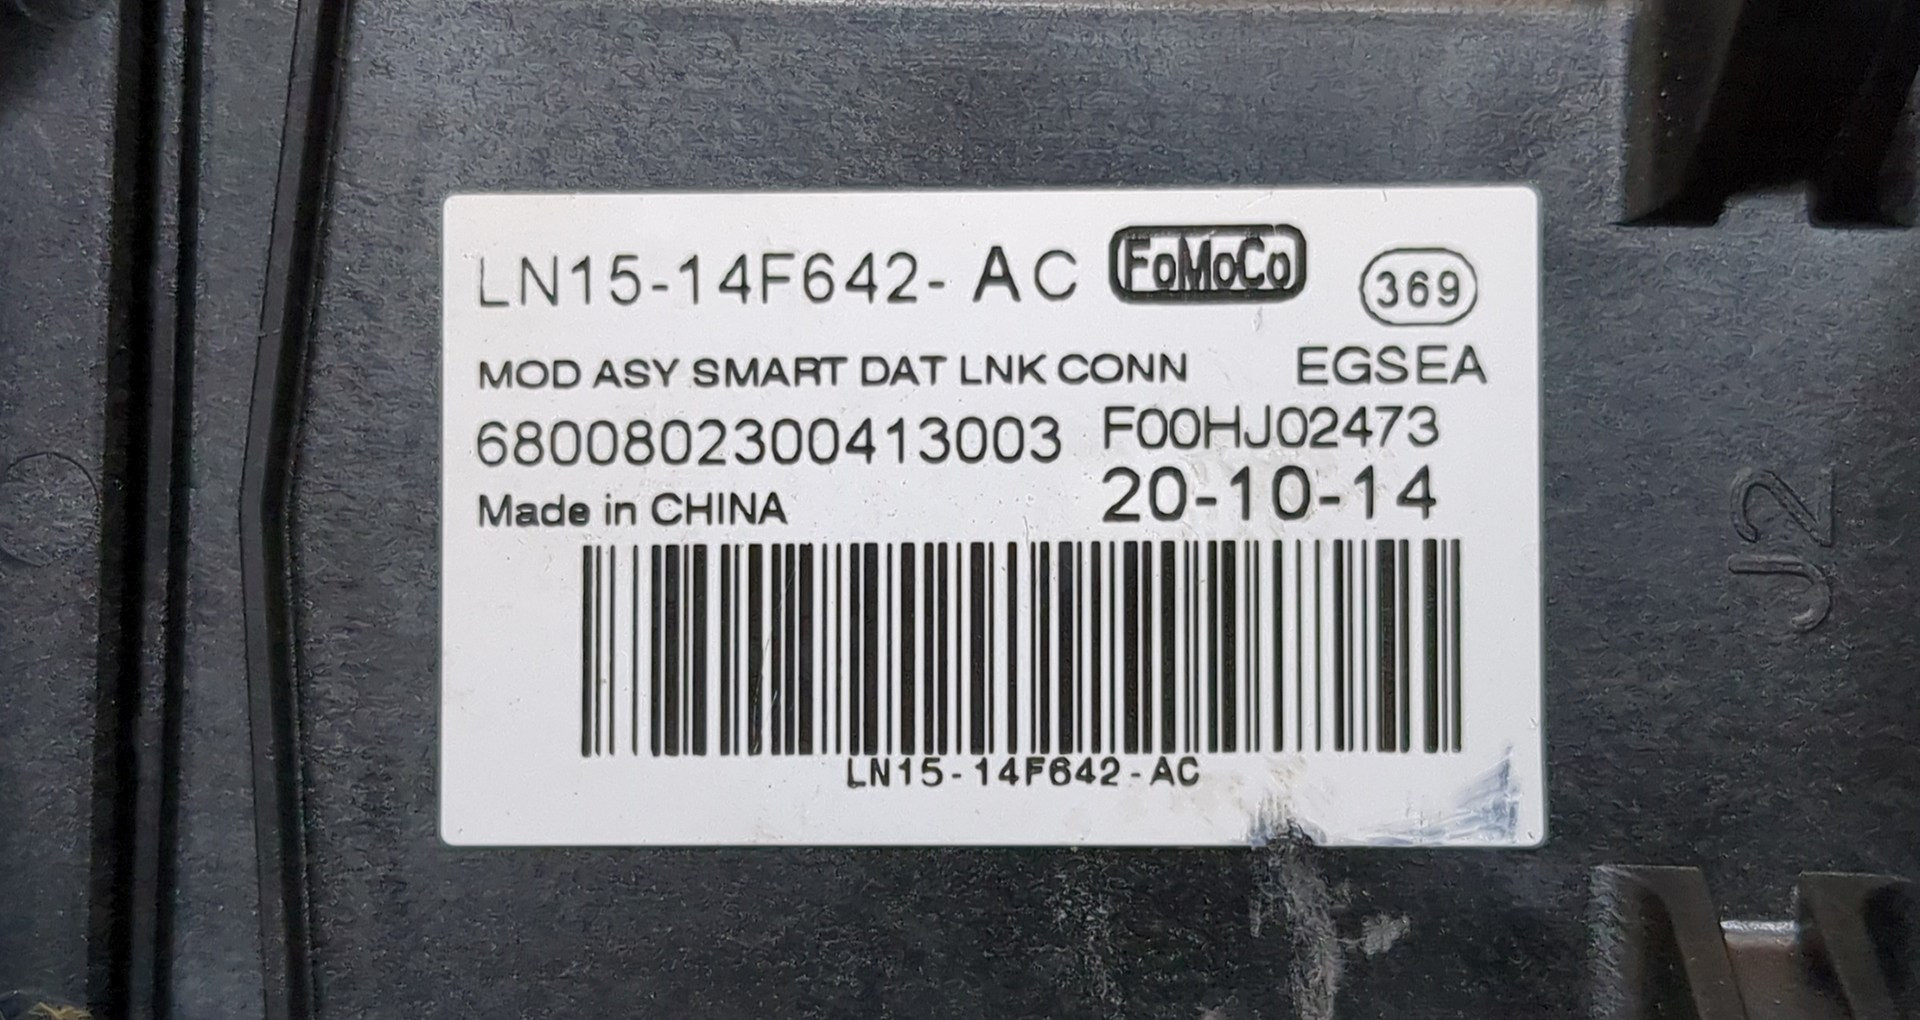 LN15-14F642- AC FoMoCo 369
MOD ASY SMART DAT LNK CONN EGSEA
6800802300413003 F00HJ02473
Made in CHINA 20-10-14
LN15-14F642-AC
J2